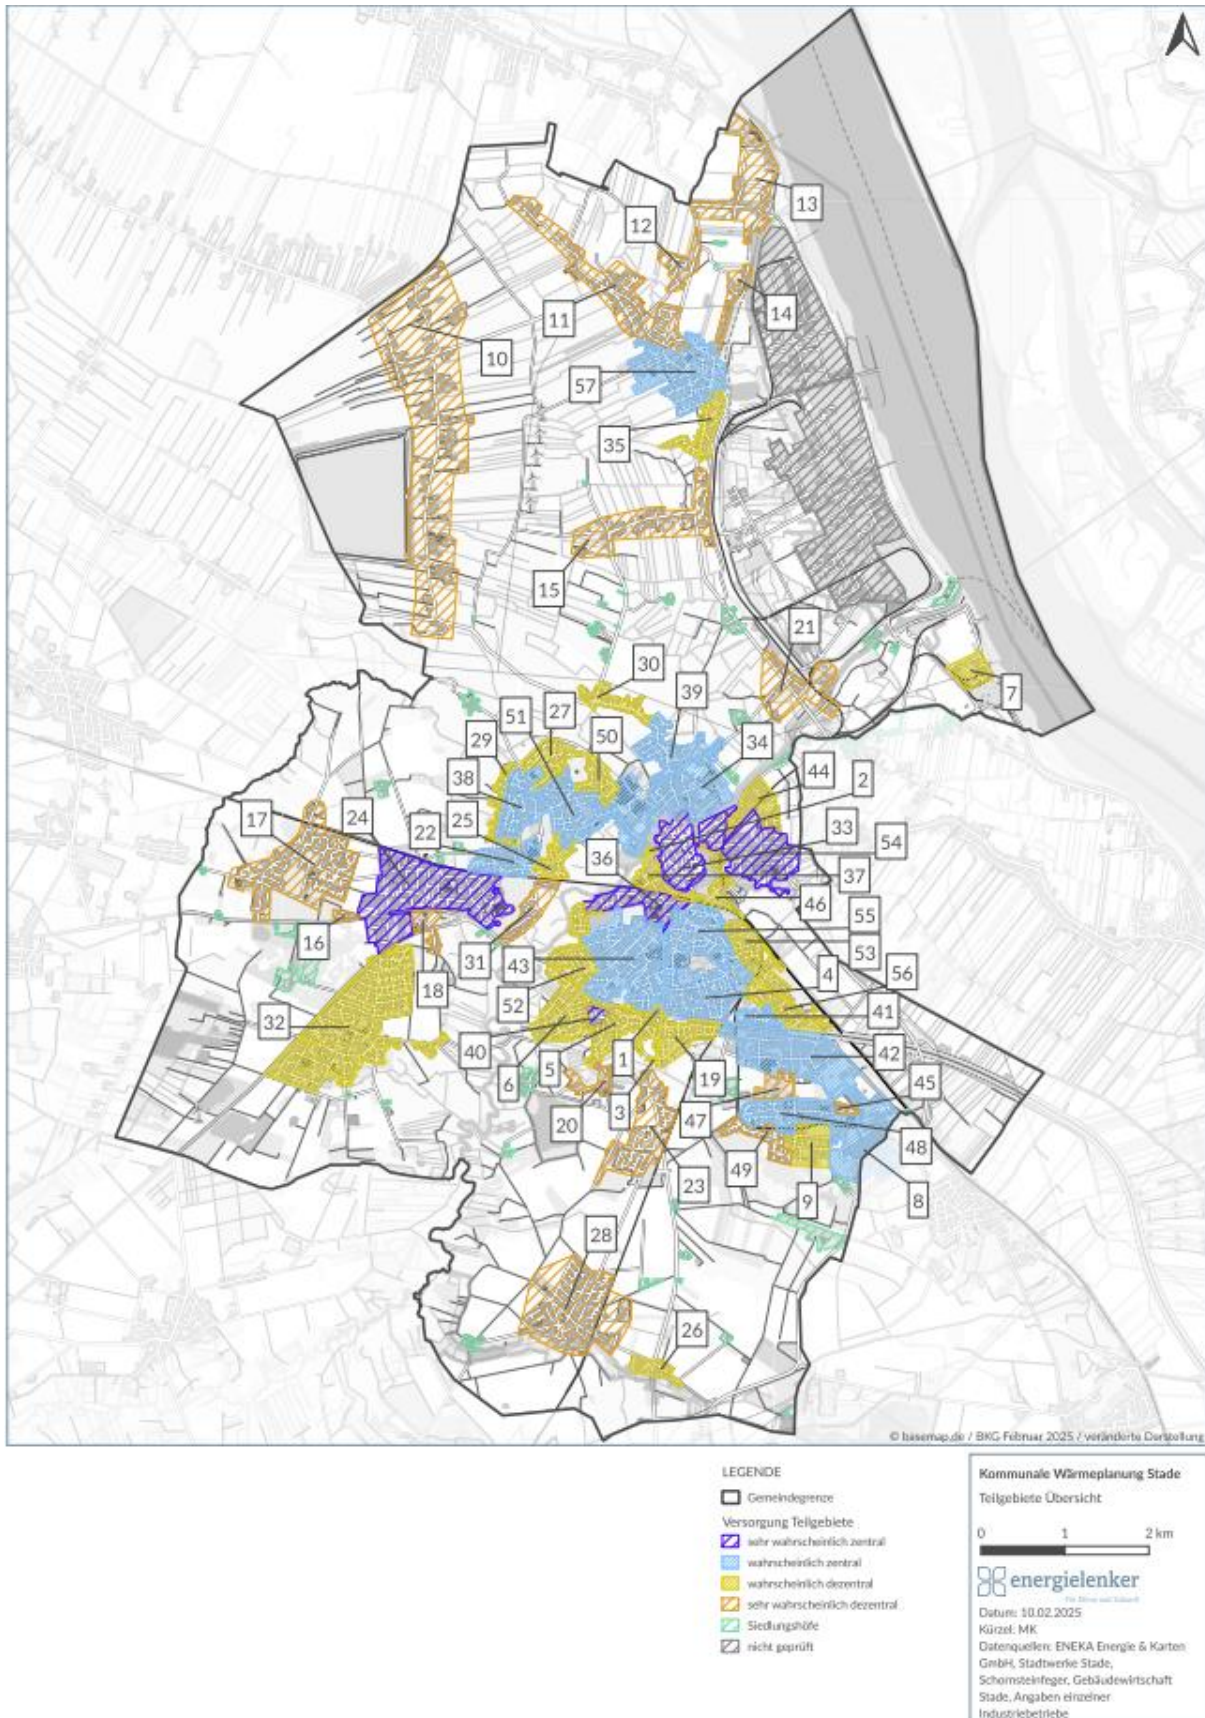 13
12
14
11
10
57
35
15
21
30
39
7
27
51
50
29
34
44
38
2
24
25
17
22
33
54
36
37
46
55
16
31
43
53
18
4
56
52
32
41
40
1
42
5
6
19
45
3
20
47
48
49
23
9
8
28
26
© basemap.de / BKG Februar 2025 / veränderte Darstellung
LEGENDE
Gemeindegrenze
Versorgung Teilgebiete
sehr wahrscheinlich zentral
wahrscheinlich zentral
wahrscheinlich dezentral
sehr wahrscheinlich dezentral
Siedlungshöfe
nicht geprüft
Kommunale Wärmeplanung Stade
Teilgebiete Übersicht
0 1 2 km
energielenker
Datum: 10.02.2025
Kürzel: MK
Datenquellen: ENEKA Energie & Karten
GmbH, Stadtwerke Stade,
Schornsteinfeger, Gebäudewirtschaft
Stade, Angaben einzelner
Industriebetriebe